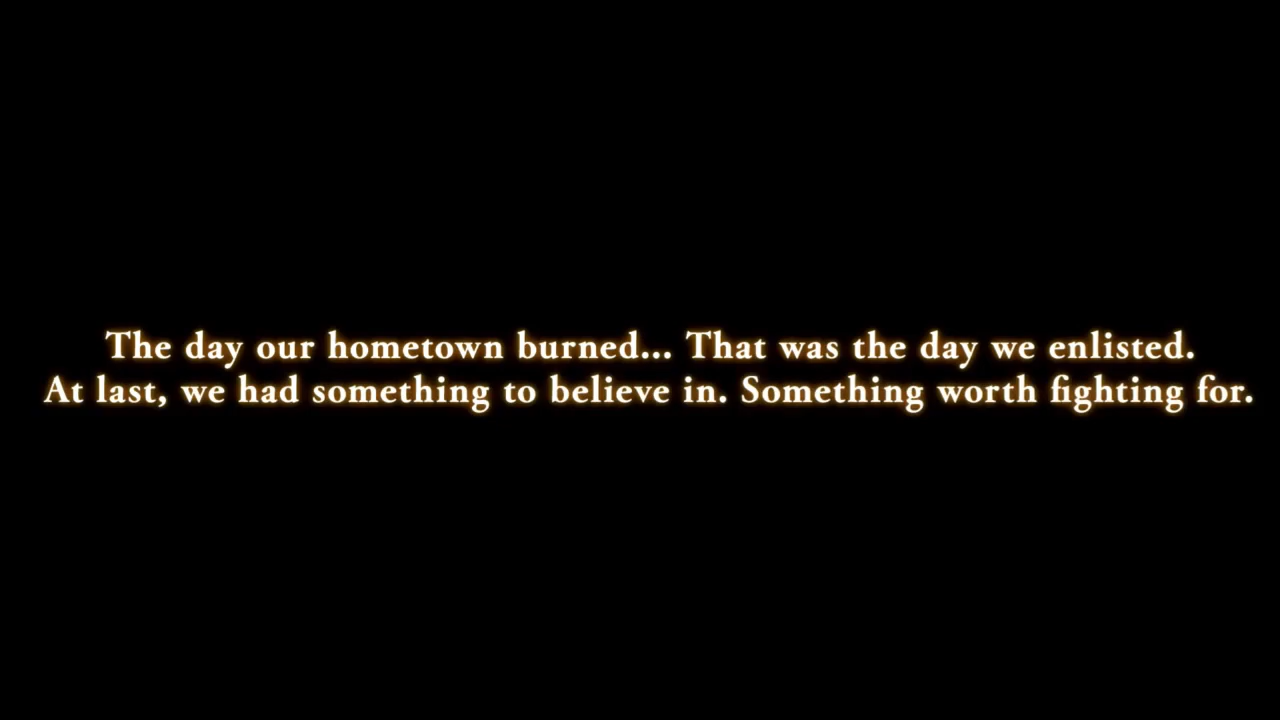 The day our hometown burned... That was the day we enlisted.
At last, we had something to believe in. Something worth fighting for.